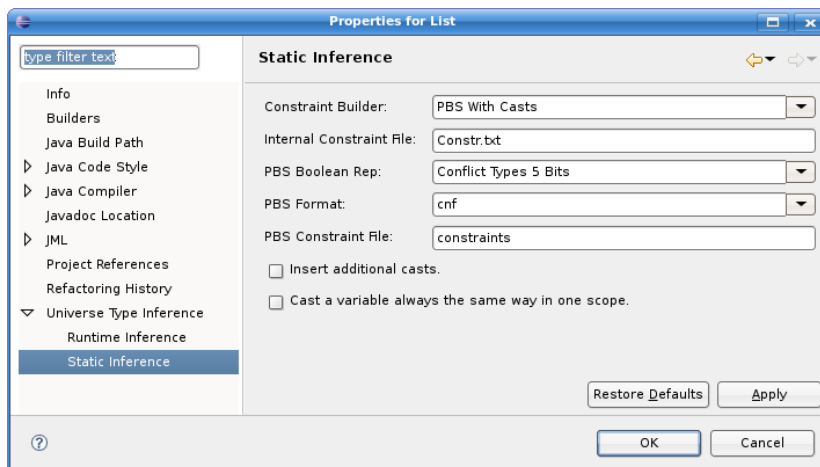 Properties for List
type filter text
Static Inference
Info
Builders
Java Build Path
Java Code Style
Java Compiler
Javadoc Location
JML
Project References
Refactoring History
Universe Type Inference
Runtime Inference
Static Inference
Constraint Builder: PBS With Casts
Internal Constraint File: Constr.txt
PBS Boolean Rep: Conflict Types 5 Bits
PBS Format: cnf
PBS Constraint File: constraints
Insert additional casts.
Cast a variable always the same way in one scope.
Restore Defaults Apply
OK Cancel